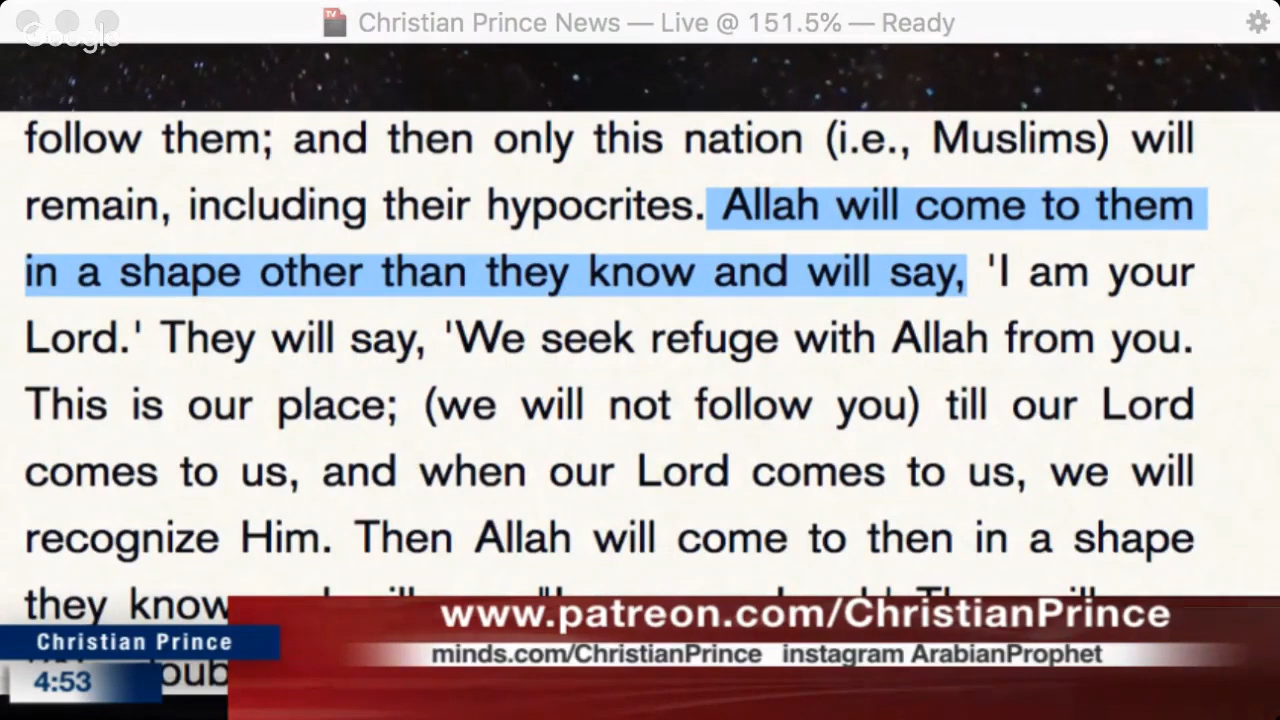 Christian Prince News — Live @ 151.5% — Ready
Google
follow them; and then only this nation (i.e., Muslims) will
remain, including their hypocrites. Allah will come to them
in a shape other than they know and will say, 'I am your
Lord.' They will say, 'We seek refuge with Allah from you.
This is our place; (we will not follow you) till our Lord
comes to us, and when our Lord comes to us, we will
recognize Him. Then Allah will come to then in a shape
they know
www.patreon.com/ChristianPrince
Christian Prince
minds.com/ChristianPrince instagram ArabianProphet
4:53